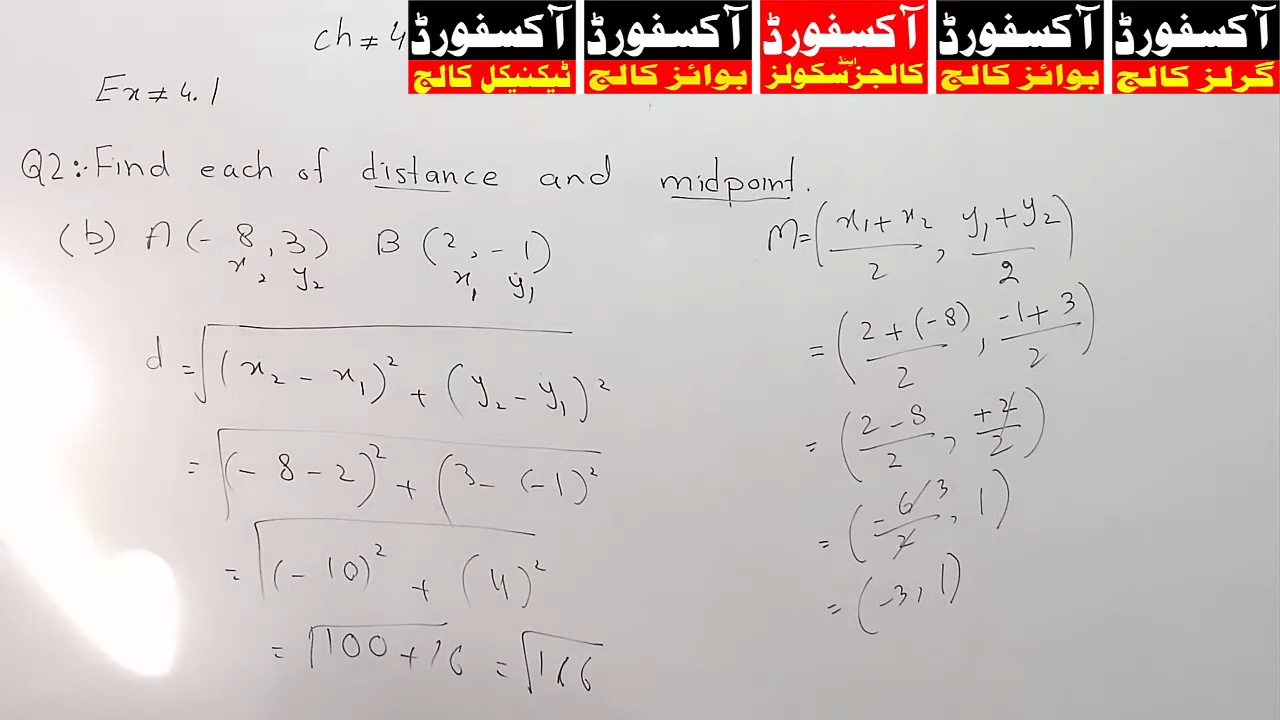 ch # 4
آکسفورڈ ٹیکنیکل کالج
آکسفورڈ بوائز کالج
آکسفورڈ کالجز اینڈ سکولز
آکسفورڈ بوائز کالج
آکسفورڈ گرلز کالج
Ex # 4.1
Q2:- Find each of distance and midpoint.
(b) A(-8,3) B(2,-1)
x₂ y₂ x₁ y₁
d = √(x₂ - x₁)² + (y₂ - y₁)²
= √(-8-2)² + (3-(-1)²
= √(-10)² + (4)²
= √100+16 = √116
M = (x₁+x₂/2, y₁+y₂/2)
= (2+(-8)/2, -1+3/2)
= (2-8/2, +2/2)
= (-6/2 3, 1)
= (-3, 1)